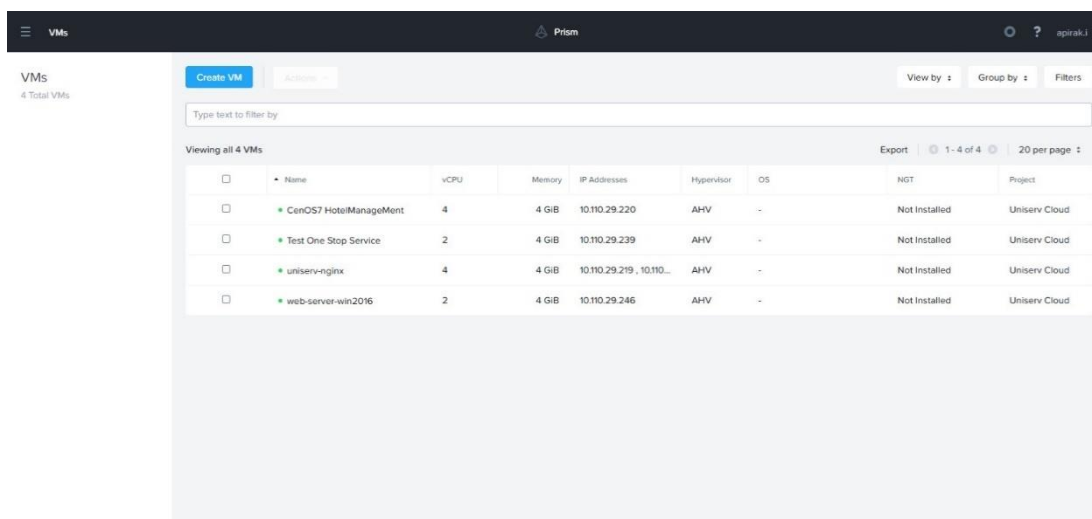 VMs
Prism
? apirak.i
VMs
4 Total VMs
Create VM
Actions
View by
Group by
Filters
Type text to filter by
Viewing all 4 VMs
Export
1 - 4 of 4
20 per page
Name vCPU Memory IP Addresses Hypervisor OS NGT Project
CenOS7 HotelManageMent 4 4 GiB 10.110.29.220 AHV - Not Installed Uniserv Cloud
Test One Stop Service 2 4 GiB 10.110.29.239 AHV - Not Installed Uniserv Cloud
uniserv-nginx 4 4 GiB 10.110.29.219 , 10.110... AHV - Not Installed Uniserv Cloud
web-server-win2016 2 4 GiB 10.110.29.246 AHV - Not Installed Uniserv Cloud